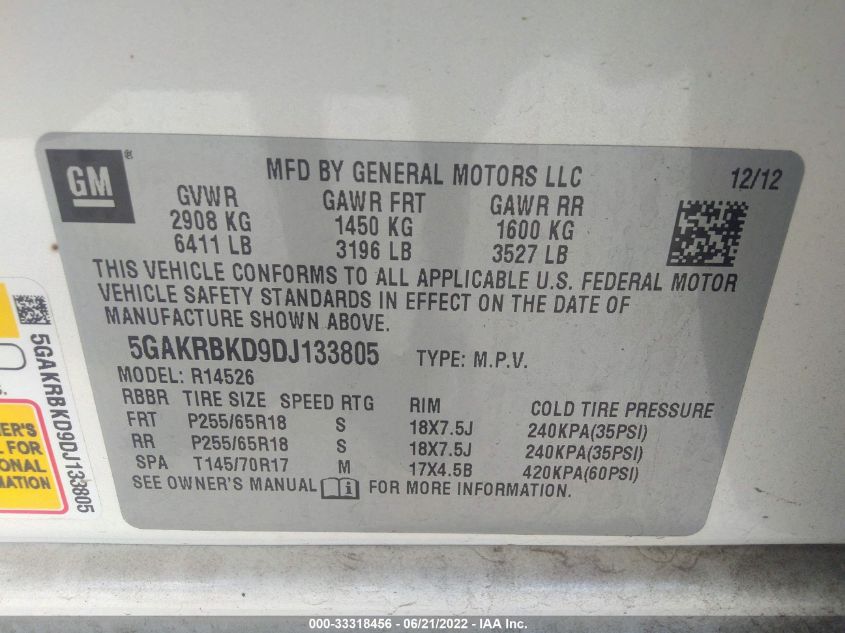 GM ®
MFD BY GENERAL MOTORS LLC 12/12
GVWR GAWR FRT GAWR RR
2908 KG 1450 KG 1600 KG
6411 LB 3196 LB 3527 LB
THIS VEHICLE CONFORMS TO ALL APPLICABLE U.S. FEDERAL MOTOR
VEHICLE SAFETY STANDARDS IN EFFECT ON THE DATE OF
MANUFACTURE SHOWN ABOVE.
5GAKRBKD9DJ133805 TYPE: M.P.V.
MODEL: R14526
RBBR TIRE SIZE SPEED RTG RIM COLD TIRE PRESSURE
FRT P255/65R18 S 18X7.5J 240KPA(35PSI)
RR P255/65R18 S 18X7.5J 240KPA(35PSI)
SPA T145/70R17 M 17X4.5B 420KPA(60PSI)
SEE OWNER'S MANUAL FOR MORE INFORMATION.
5GAKRBKD9DJ133805
ER'S
FOR
ONAL
MATION
000-33318456 - 06/21/2022 - IAA Inc.